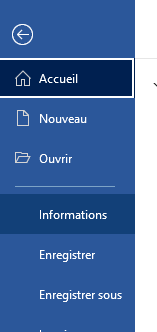 Accueil
Nouveau
Ouvrir
Informations
Enregistrer
Enregistrer sous